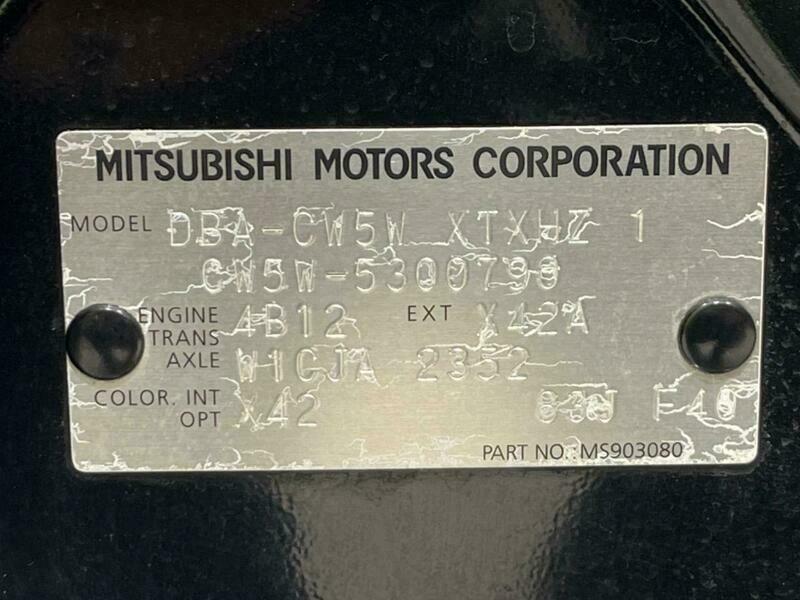 MITSUBISHI MOTORS CORPORATION
MODEL DBA-CW5W XTXHZ 1
CW5W-5300790
ENGINE 4B12 EXT X42A
TRANS
AXLE W1CJA 2352
COLOR. INT
OPT X42
PART NO.: MS903080